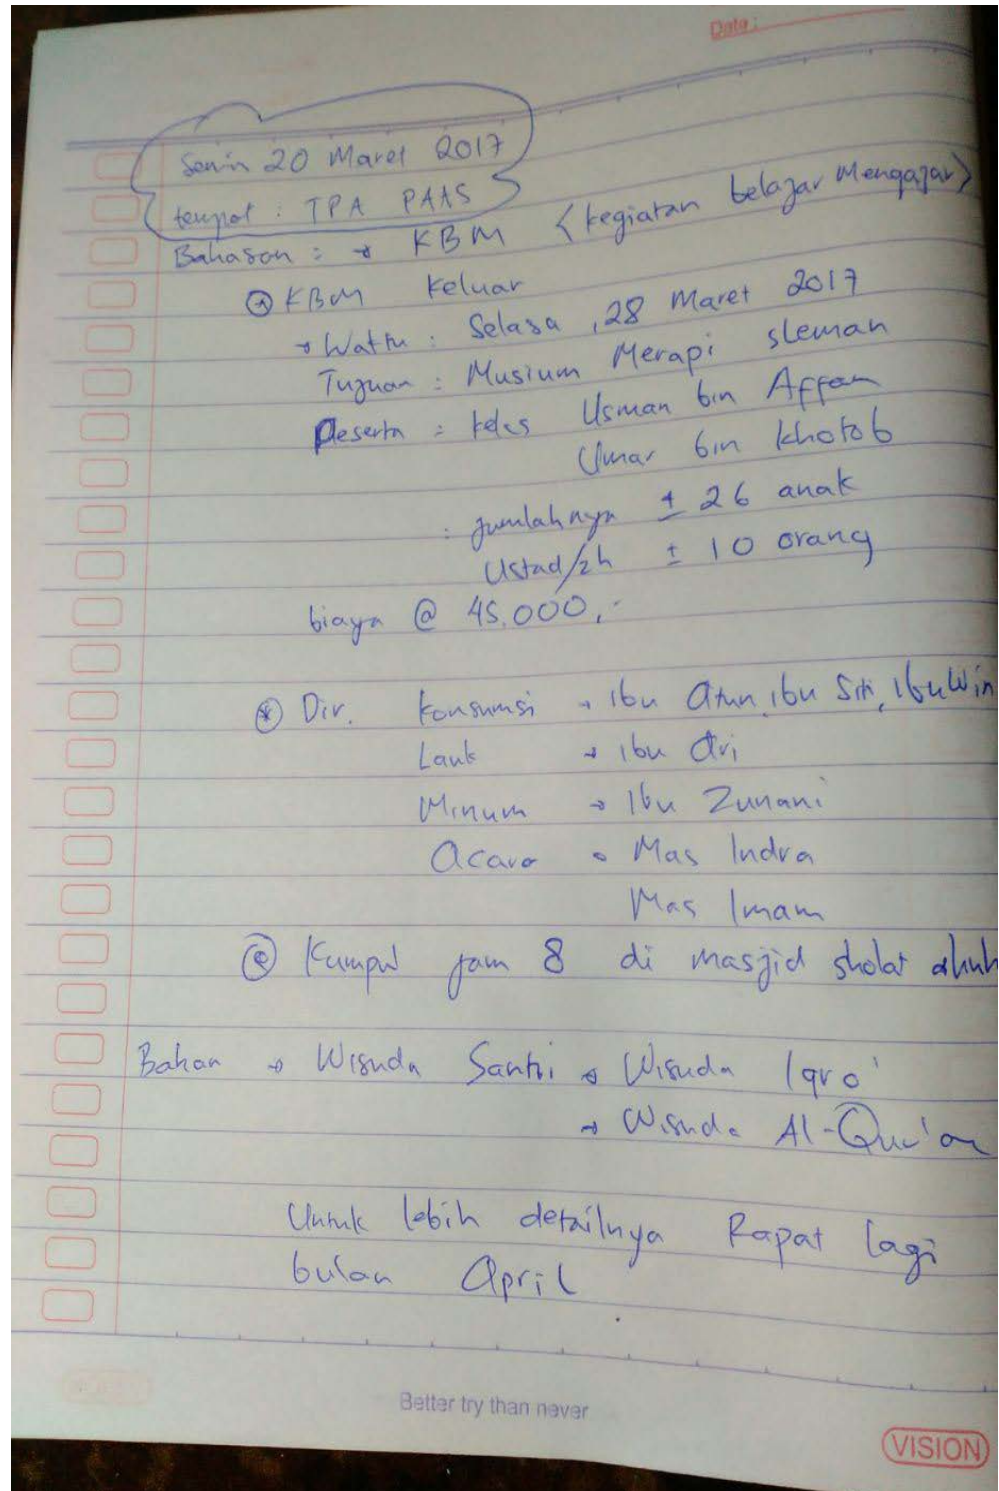 Date :
Senin 20 Maret 2017
tempat : TPA PAAS
Bahasan : → KBM <kegiatan belajar Mengajar>
KBM Keluar
→ Waktu : Selasa, 28 Maret 2017
Tujuan : Musium Merapi sleman
Peserta : kelas Usman bin Affan
Umar bin Khotob
: jumlahnya ± 26 anak
Ustad/zh ± 10 orang
biaya @ 45.000,-
Div. Konsumsi → ibu Atun, ibu Siti, ibu Win
Lauk → ibu Ari
Minum → Ibu Zunani
Acara → Mas Indra
Mas Imam
Kumpul jam 8 di masjid sholat dhuh
Bahan → Wisuda Santri → Wisuda Iqro'
→ Wisuda Al-Qur'an
Untuk lebih detailnya Rapat lagi
bulan April
Better try than never
VISION